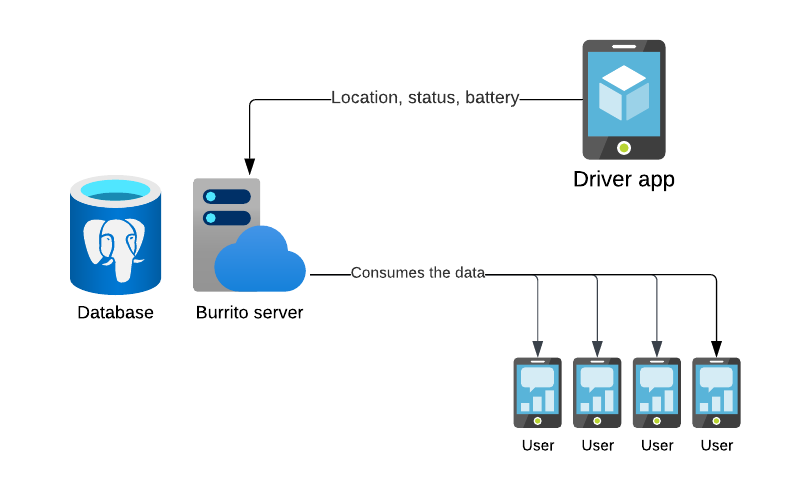 Location, status, battery
Driver app
Database
Burrito server
Consumes the data
User
User
User
User